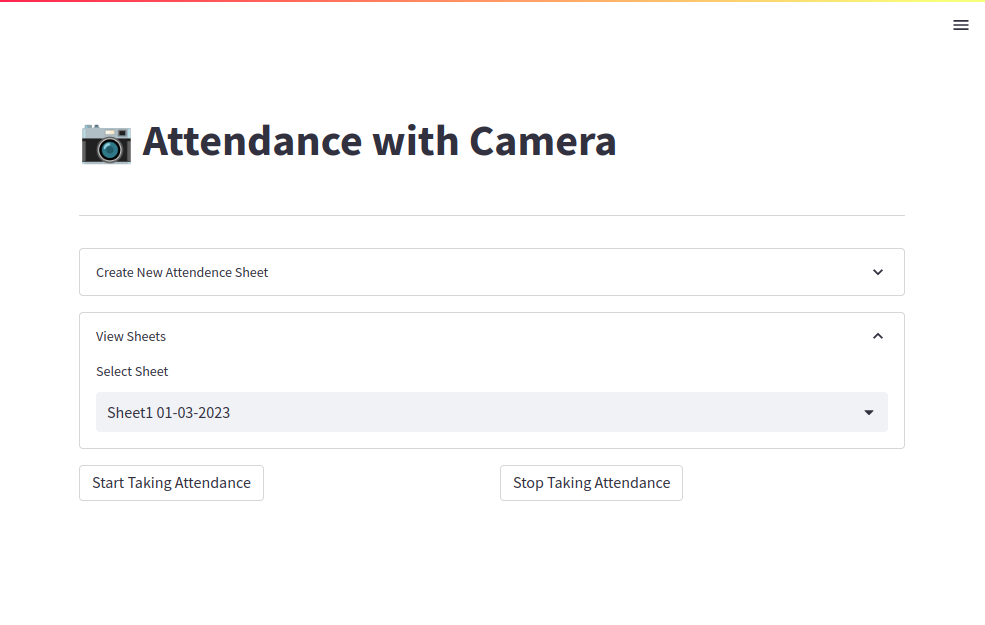 Attendance with Camera
Create New Attendence Sheet
View Sheets
Select Sheet
Sheet1 01-03-2023
Start Taking Attendance
Stop Taking Attendance